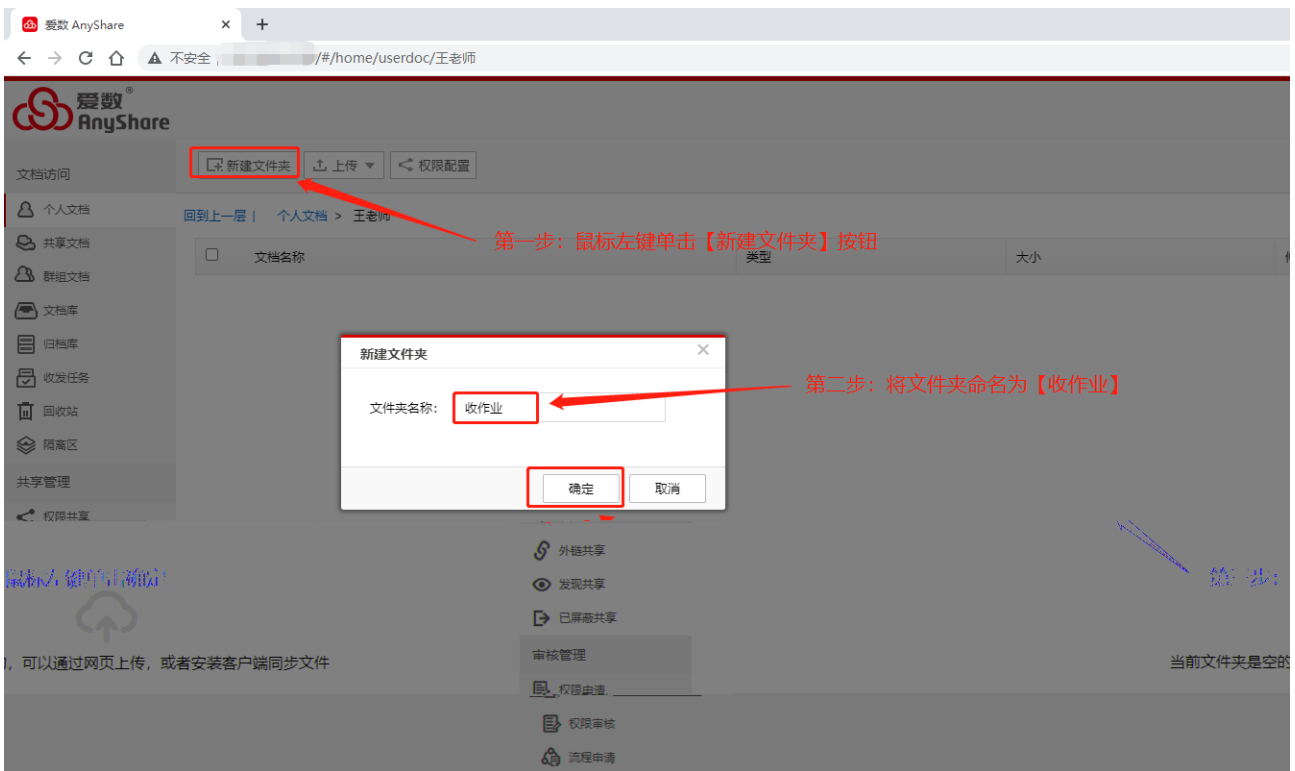 爱数 AnyShare
不安全
/#/home/userdoc/王老师
爱数®
AnyShare
新建文件夹
上传
权限配置
文档访问
个人文档
回到上一层 | 个人文档 > 王老师
共享文档
第一步：鼠标左键单击【新建文件夹】按钮
文档名称
类型
大小
群组文档
文档库
归档库
新建文件夹
收发任务
第二步：将文件夹命名为【收作业】
文件夹名称：
收作业
回收站
隔离区
共享管理
确定
取消
权限共享
外链共享
鼠标左键单击确定
发现共享
已屏蔽共享
审核管理
，可以通过网页上传，或者安装客户端同步文件
当前文件夹是空的
权限申请
权限审核
流程申请